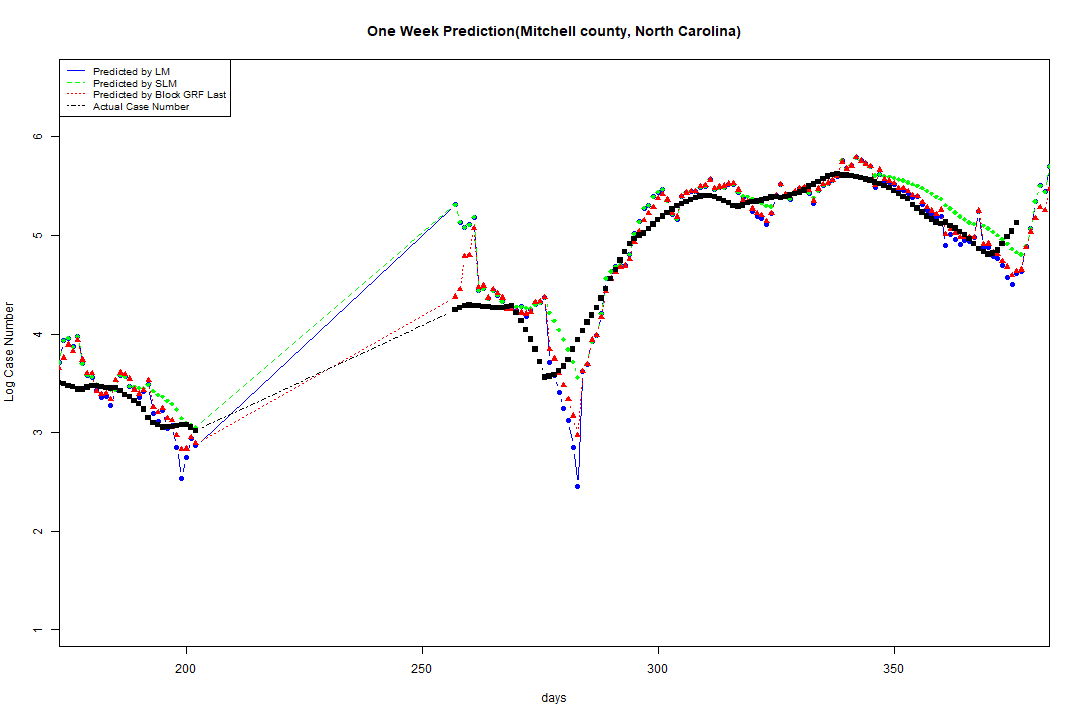 One Week Prediction(Mitchell county, North Carolina)
Predicted by LM
Predicted by SLM
Predicted by Block GRF Last
Actual Case Number
6
5
4
3
2
1
Log Case Number
200 250 300 350
days